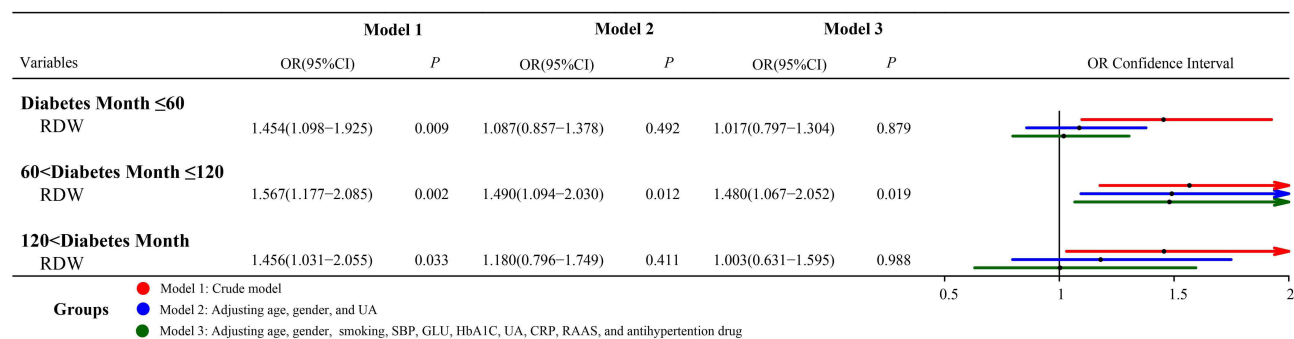 Model 1 Model 2 Model 3
Variables OR(95%CI) P OR(95%CI) P OR(95%CI) P OR Confidence Interval
Diabetes Month ≤60
RDW 1.454(1.098−1.925) 0.009 1.087(0.857−1.378) 0.492 1.017(0.797−1.304) 0.879
60<Diabetes Month ≤120
RDW 1.567(1.177−2.085) 0.002 1.490(1.094−2.030) 0.012 1.480(1.067−2.052) 0.019
120<Diabetes Month
RDW 1.456(1.031−2.055) 0.033 1.180(0.796−1.749) 0.411 1.003(0.631−1.595) 0.988
0.5 1 1.5 2
Groups
Model 1: Crude model
Model 2: Adjusting age, gender, and UA
Model 3: Adjusting age, gender, smoking, SBP, GLU, HbA1C, UA, CRP, RAAS, and antihypertention drug